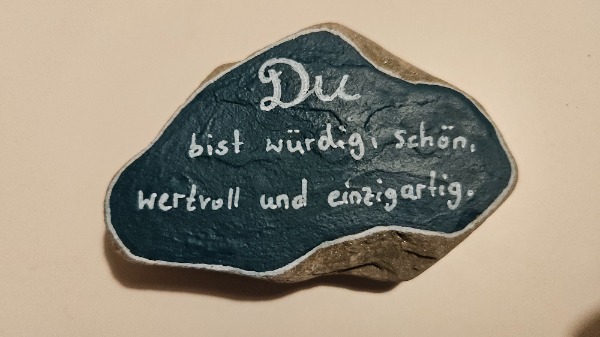 Du
bist würdig, schön,
wertvoll und einzigartig.